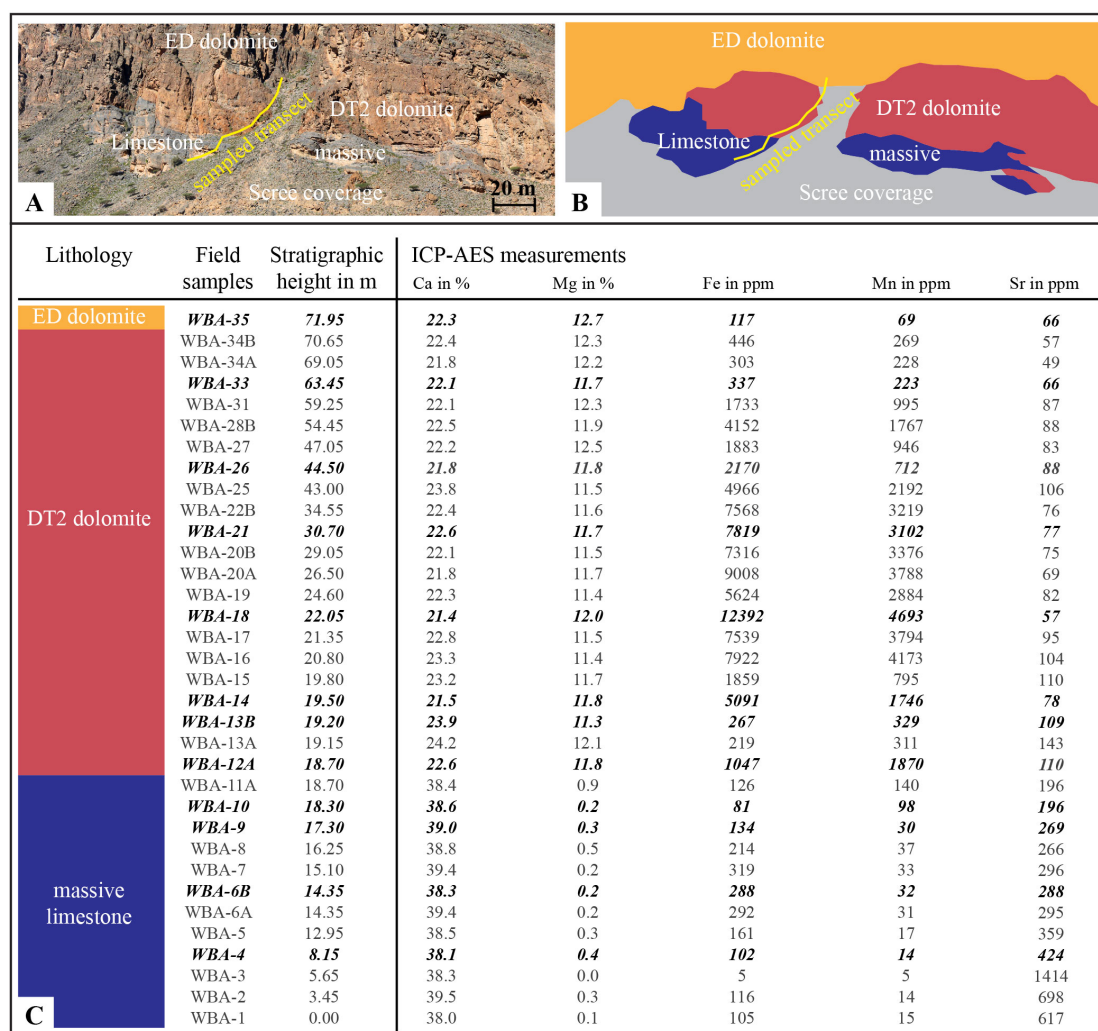 ED dolomite
DT2 dolomite
Limestone
massive
sampled transect
Scree coverage
20 m
A
ED dolomite
DT2 dolomite
Limestone
massive
sampled transect
Scree coverage
B
Lithology Field samples Stratigraphic height in m ICP-AES measurements
Ca in % Mg in % Fe in ppm Mn in ppm Sr in ppm
ED dolomite WBA-35 71.95 22.3 12.7 117 69 66
WBA-34B 70.65 22.4 12.3 446 269 57
WBA-34A 69.05 21.8 12.2 303 228 49
WBA-33 63.45 22.1 11.7 337 223 66
WBA-31 59.25 22.1 12.3 1733 995 87
WBA-28B 54.45 22.5 11.9 4152 1767 88
WBA-27 47.05 22.2 12.5 1883 946 83
WBA-26 44.50 21.8 11.8 2170 712 88
WBA-25 43.00 23.8 11.5 4966 2192 106
DT2 dolomite WBA-22B 34.55 22.4 11.6 7568 3219 76
WBA-21 30.70 22.6 11.7 7819 3102 77
WBA-20B 29.05 22.1 11.5 7316 3376 75
WBA-20A 26.50 21.8 11.7 9008 3788 69
WBA-19 24.60 22.3 11.4 5624 2884 82
WBA-18 22.05 21.4 12.0 12392 4693 57
WBA-17 21.35 22.8 11.5 7539 3794 95
WBA-16 20.80 23.3 11.4 7922 4173 104
WBA-15 19.80 23.2 11.7 1859 795 110
WBA-14 19.50 21.5 11.8 5091 1746 78
WBA-13B 19.20 23.9 11.3 267 329 109
WBA-13A 19.15 24.2 12.1 219 311 143
WBA-12A 18.70 22.6 11.8 1047 1870 110
WBA-11A 18.70 38.4 0.9 126 140 196
WBA-10 18.30 38.6 0.2 81 98 196
WBA-9 17.30 39.0 0.3 134 30 269
WBA-8 16.25 38.8 0.5 214 37 266
WBA-7 15.10 39.4 0.2 319 33 296
massive limestone WBA-6B 14.35 38.3 0.2 288 32 288
WBA-6A 14.35 39.4 0.2 292 31 295
WBA-5 12.95 38.5 0.3 161 17 359
WBA-4 8.15 38.1 0.4 102 14 424
WBA-3 5.65 38.3 0.0 5 5 1414
WBA-2 3.45 39.5 0.3 116 14 698
WBA-1 0.00 38.0 0.1 105 15 617
C